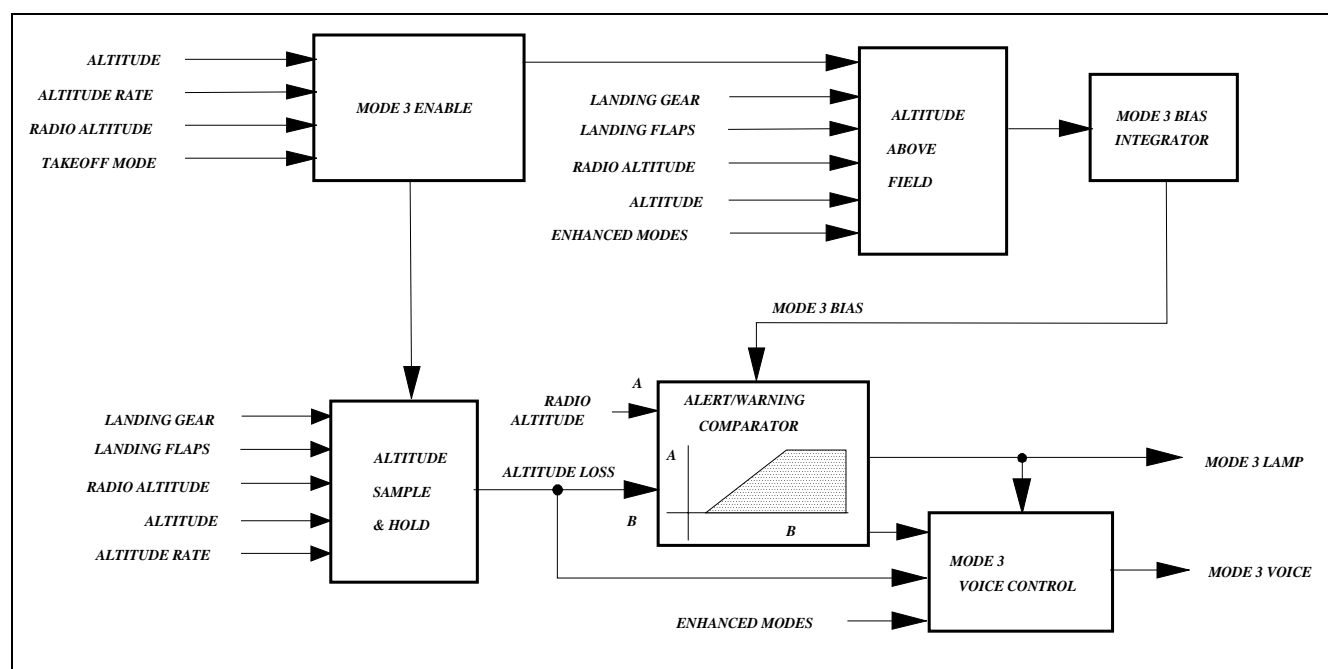 ALTITUDE
ALTITUDE RATE
RADIO ALTITUDE
TAKEOFF MODE
MODE 3 ENABLE
LANDING GEAR
LANDING FLAPS
RADIO ALTITUDE
ALTITUDE
ENHANCED MODES
ALTITUDE
ABOVE
FIELD
MODE 3 BIAS
INTEGRATOR
MODE 3 BIAS
LANDING GEAR
LANDING FLAPS
RADIO ALTITUDE
ALTITUDE
ALTITUDE RATE
ALTITUDE
SAMPLE
& HOLD
ALTITUDE LOSS
RADIO
ALTITUDE
A
B
ALERT/WARNING
COMPARATOR
A
B
MODE 3 LAMP
MODE 3
VOICE CONTROL
ENHANCED MODES
MODE 3 VOICE